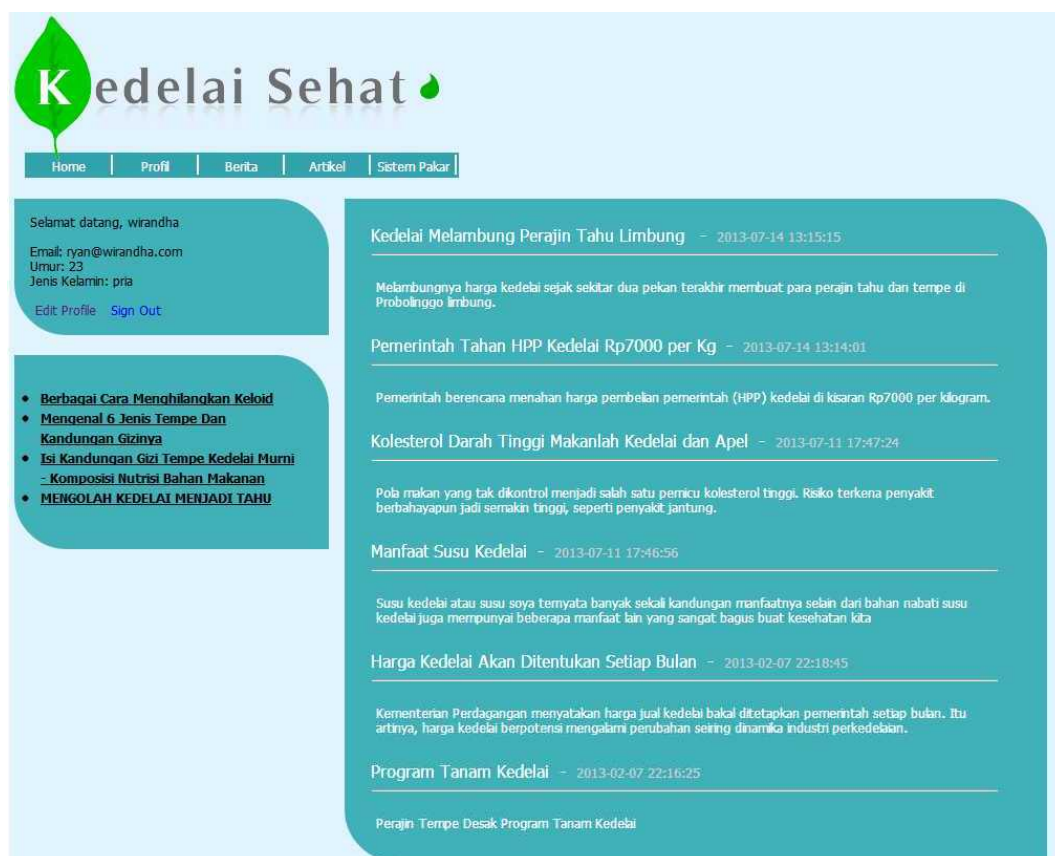 Kedelai Sehat
Home Profil Berita Artikel Sistem Pakar
Selamat datang, wirandha
Email: ryan@wirandha.com
Umur: 23
Jenis Kelamin: pria
Edit Profile Sign Out
• Berbagai Cara Menghilangkan Keloid
• Mengenal 6 Jenis Tempe Dan
Kandungan Gizinya
• Isi Kandungan Gizi Tempe Kedelai Murni
- Komposisi Nutrisi Bahan Makanan
• MENGOLAH KEDELAI MENJADI TAHU
Kedelai Melambung Perajin Tahu Limbung - 2013-07-14 13:15:15
Melambungnya harga kedelai sejak sekitar dua pekan terakhir membuat para perajin tahu dan tempe di
Probolinggo limbung.
Pemerintah Tahan HPP Kedelai Rp7000 per Kg - 2013-07-14 13:14:01
Pemerintah berencana menahan harga pembelian pemerintah (HPP) kedelai di kisaran Rp7000 per kilogram.
Kolesterol Darah Tinggi Makanlah Kedelai dan Apel - 2013-07-11 17:47:24
Pola makan yang tak dikontrol menjadi salah satu pemicu kolesterol tinggi. Risiko terkena penyakit
berbahayapun jadi semakin tinggi, seperti penyakit jantung.
Manfaat Susu Kedelai - 2013-07-11 17:46:56
Susu kedelai atau susu soya ternyata banyak sekali kandungan manfaatnya selain dari bahan nabati susu
kedelai juga mempunyai beberapa manfaat lain yang sangat bagus buat kesehatan kita
Harga Kedelai Akan Ditentukan Setiap Bulan - 2013-02-07 22:18:45
Kementerian Perdagangan menyatakan harga jual kedelai bakal ditetapkan pemerintah setiap bulan. Itu
artinya, harga kedelai berpotensi mengalami perubahan seiring dinamika industri perkedelaian.
Program Tanam Kedelai - 2013-02-07 22:16:25
Perajin Tempe Desak Program Tanam Kedelai